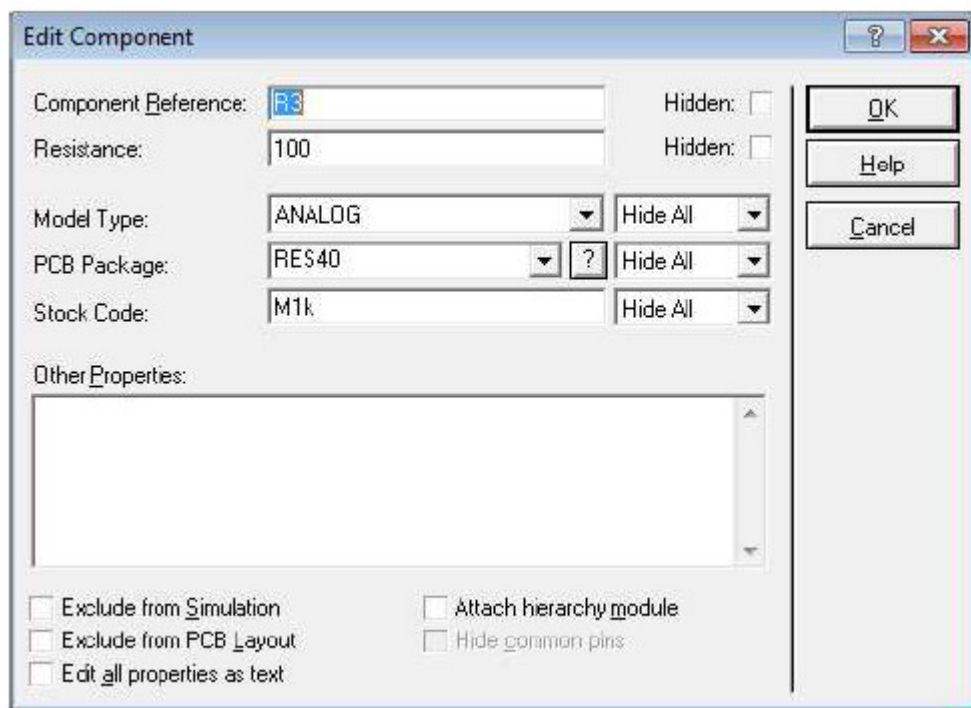 Edit Component
Component Reference: R3 Hidden: OK
Resistance: 100 Hidden: Help
Model Type: ANALOG Hide All Cancel
PCB Package: RES40 ? Hide All
Stock Code: M1k Hide All
Other Properties:
Exclude from Simulation Attach hierarchy module
Exclude from PCB Layout Hide common pins
Edit all properties as text